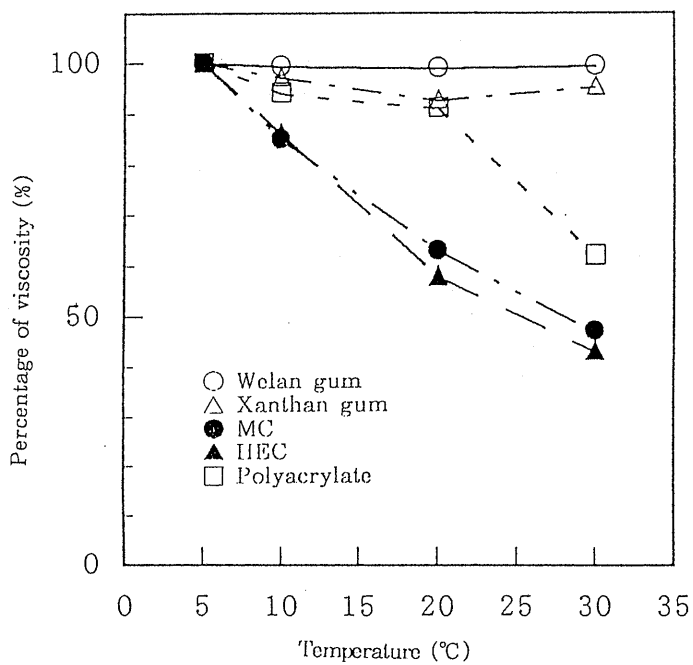 Percentage of viscosity (%)
100
50
0
Welan gum
Xanthan gum
MC
HEC
Polyacrylate
0 5 10 15 20 25 30 35
Temperature (℃)